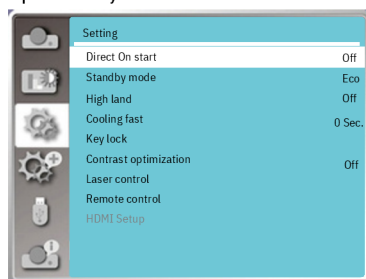 Setting
Direct On start Off
Standby mode Eco
High land Off
Cooling fast 0 Sec.
Key lock
Contrast optimization Off
Laser control
Remote control
HDMI Setup